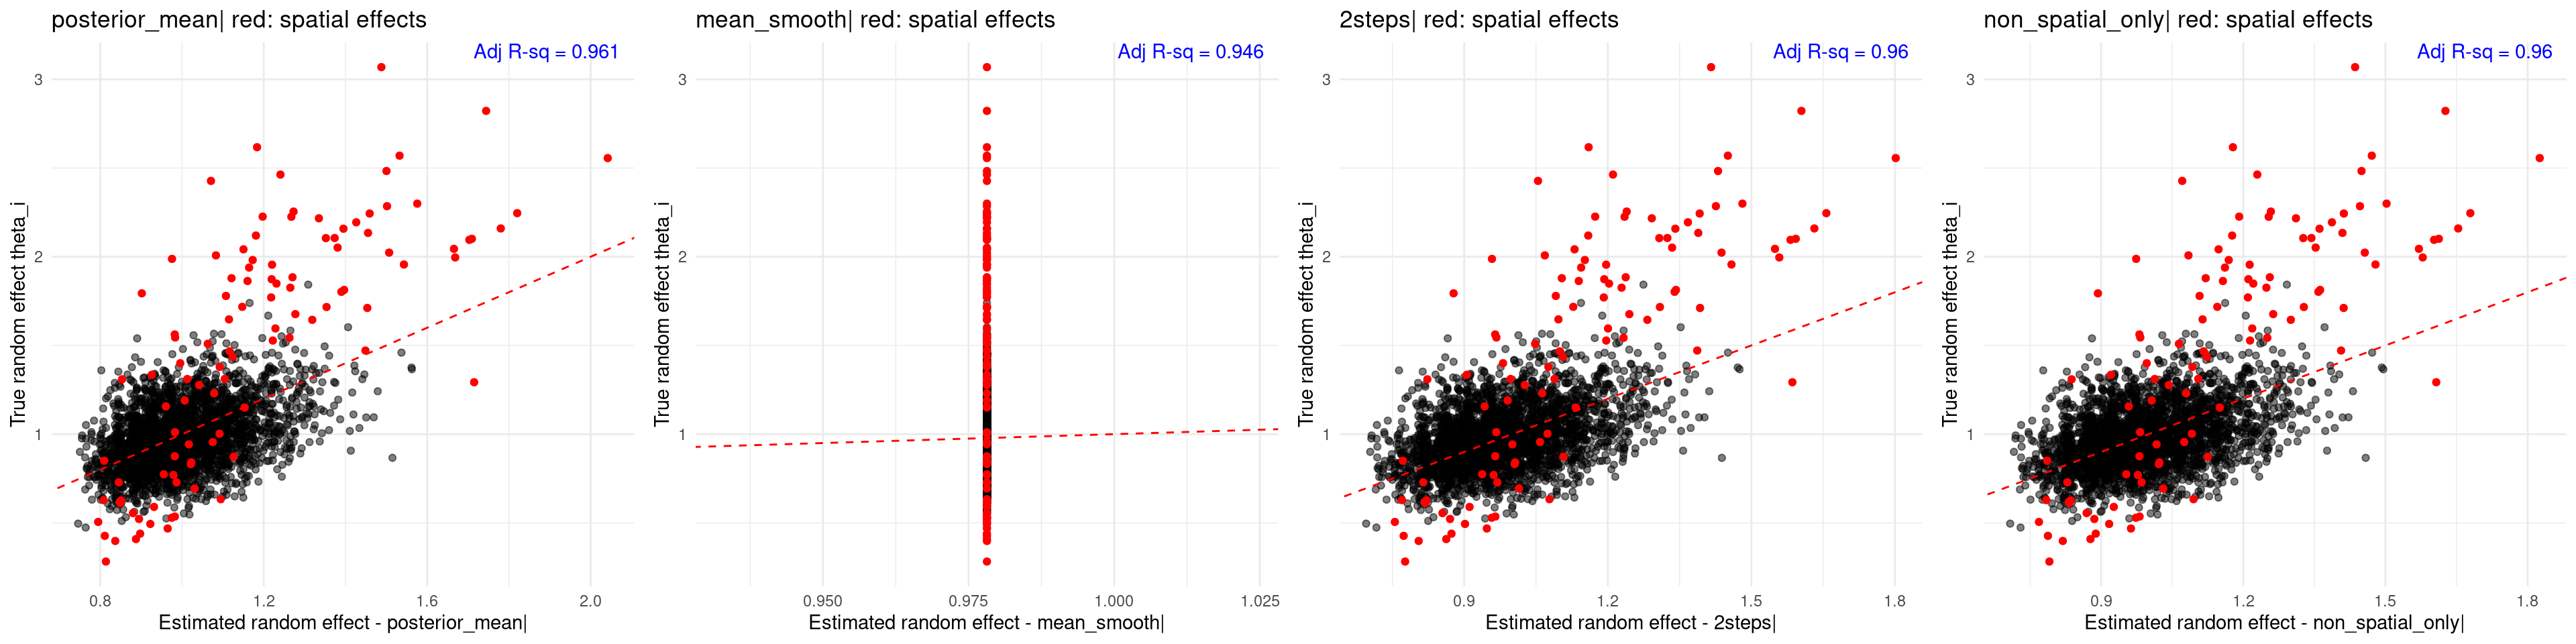 posterior_mean| red: spatial effects
Adj R-sq = 0.961
True random effect theta_i
3
2
1
0.8 1.2 1.6 2.0
Estimated random effect - posterior_mean|
mean_smooth| red: spatial effects
Adj R-sq = 0.946
True random effect theta_i
3
2
1
0.950 0.975 1.000 1.025
Estimated random effect - mean_smooth|
2steps| red: spatial effects
Adj R-sq = 0.96
True random effect theta_i
3
2
1
0.9 1.2 1.5 1.8
Estimated random effect - 2steps|
non_spatial_only| red: spatial effects
Adj R-sq = 0.96
True random effect theta_i
3
2
1
0.9 1.2 1.5 1.8
Estimated random effect - non_spatial_only|